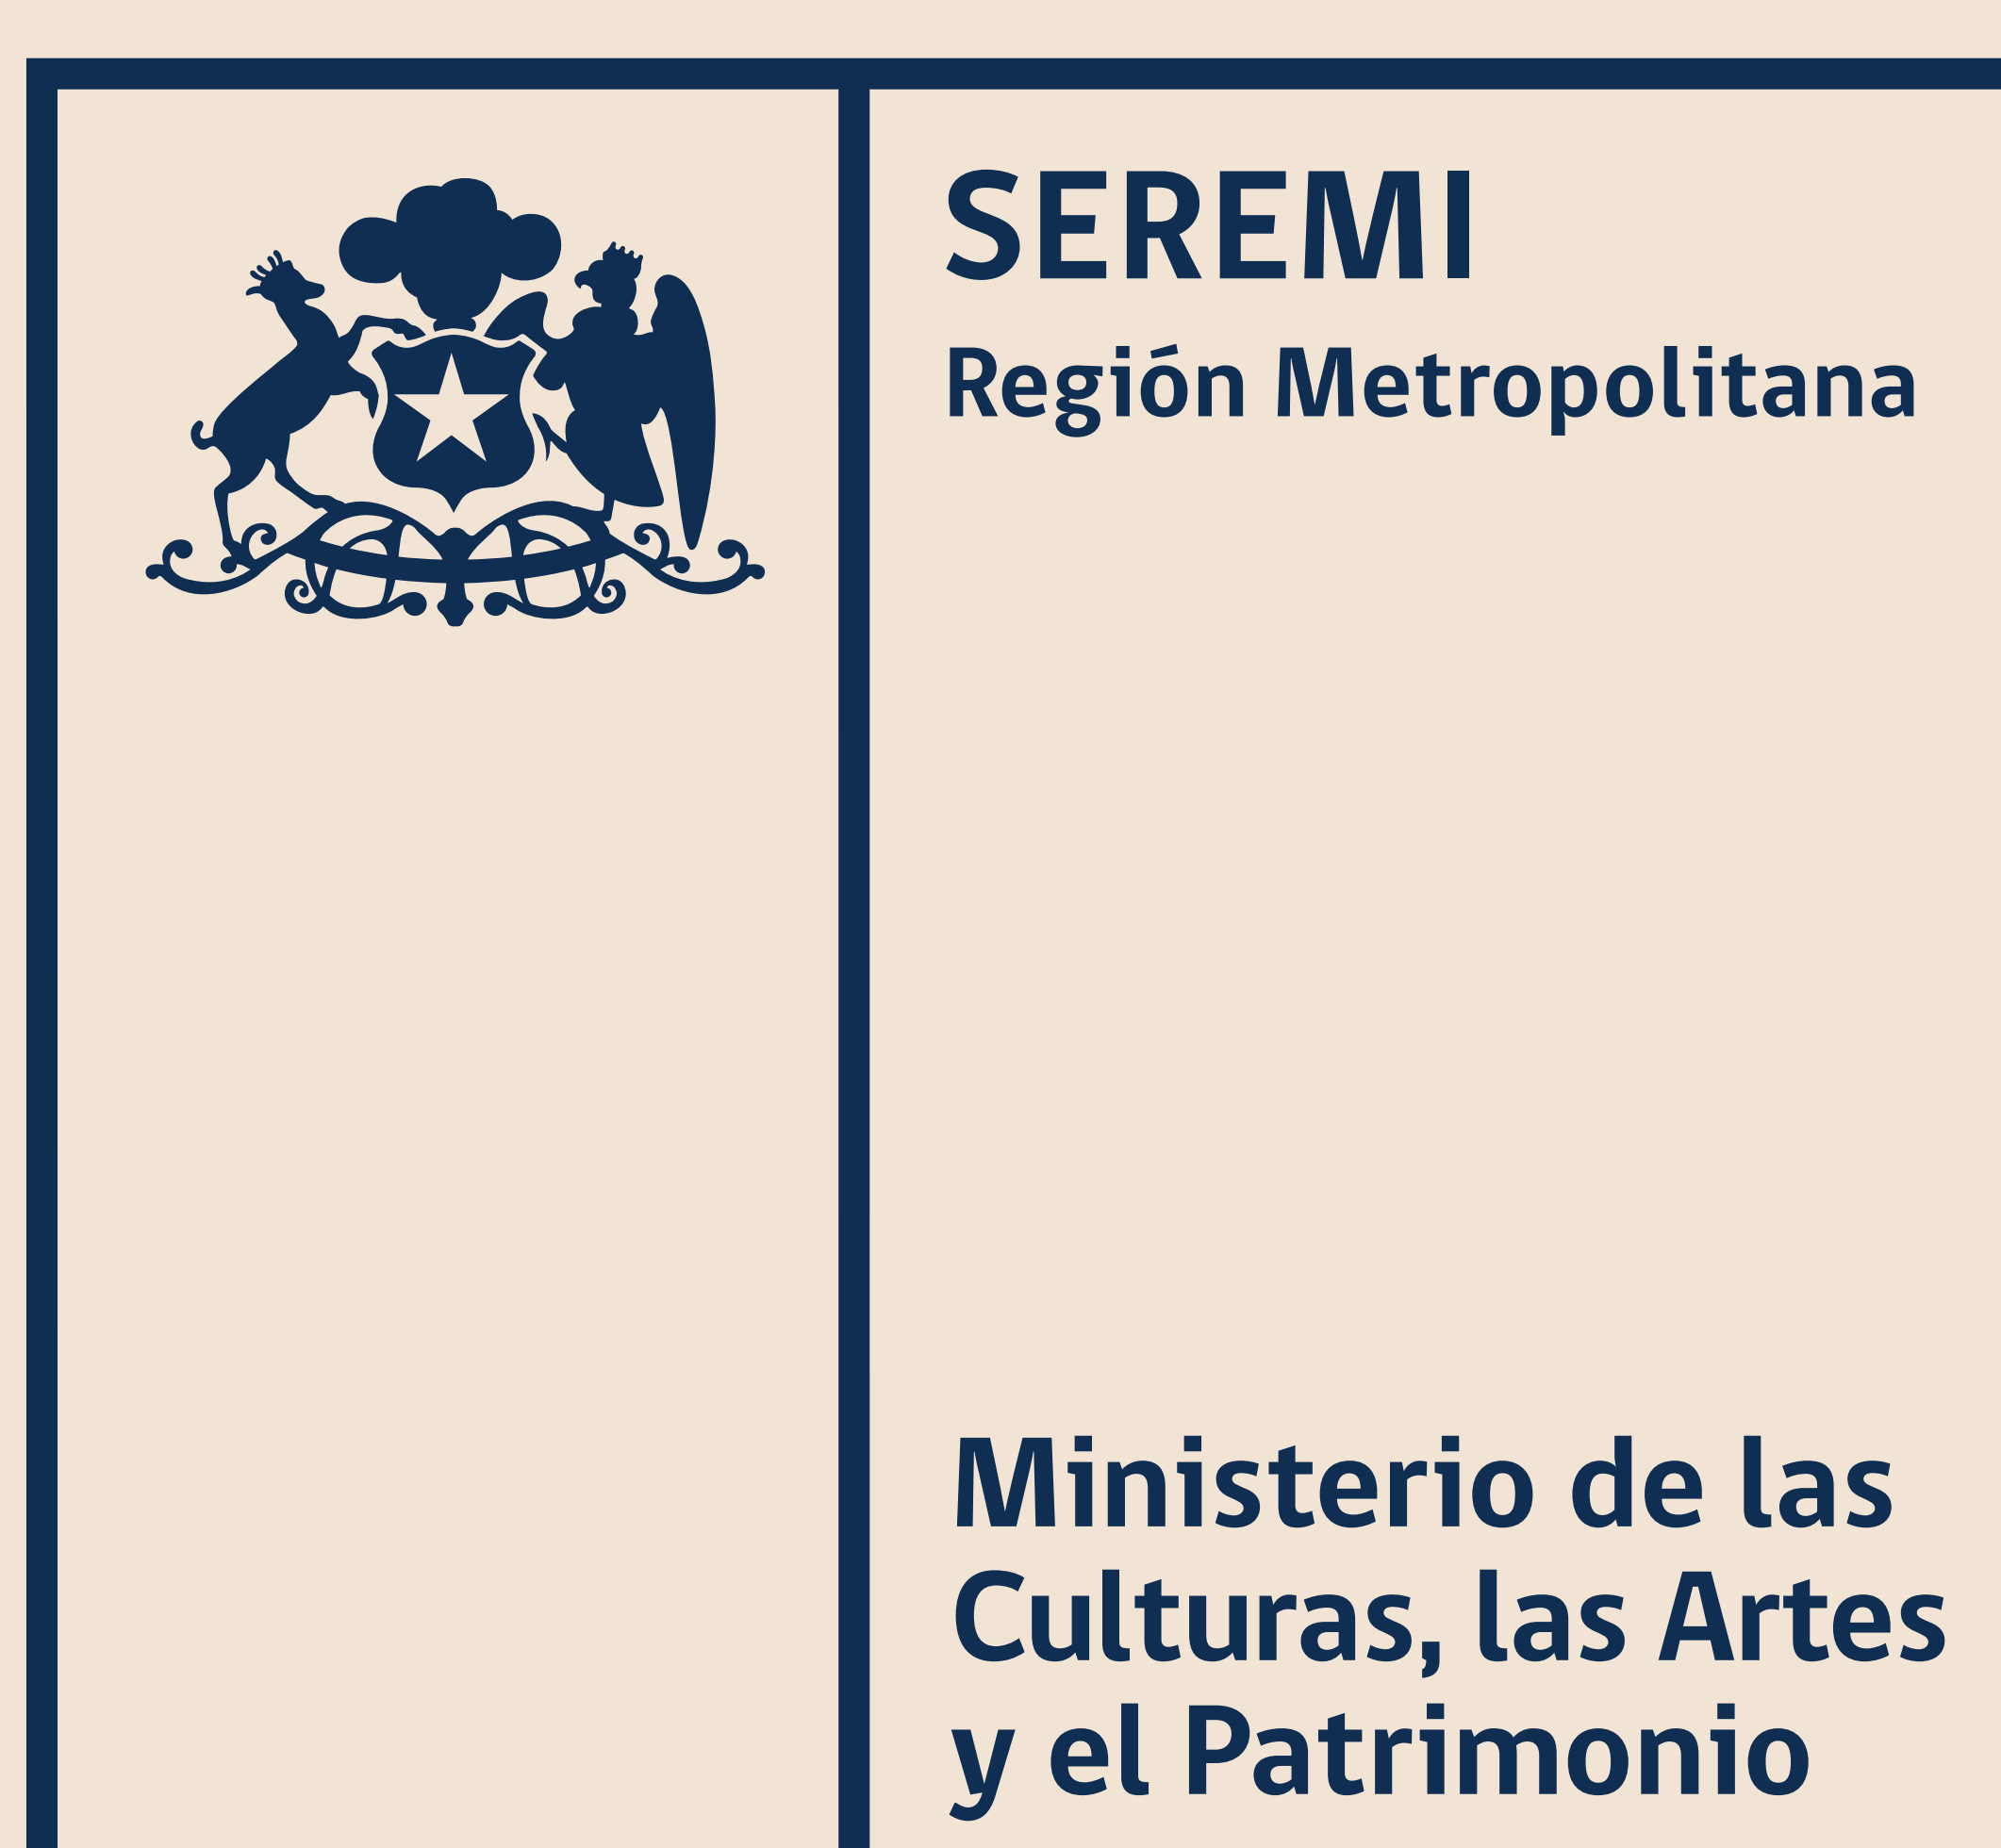 SEREMI
Región Metropolitana
Ministerio de las
Culturas, las Artes
y el Patrimonio